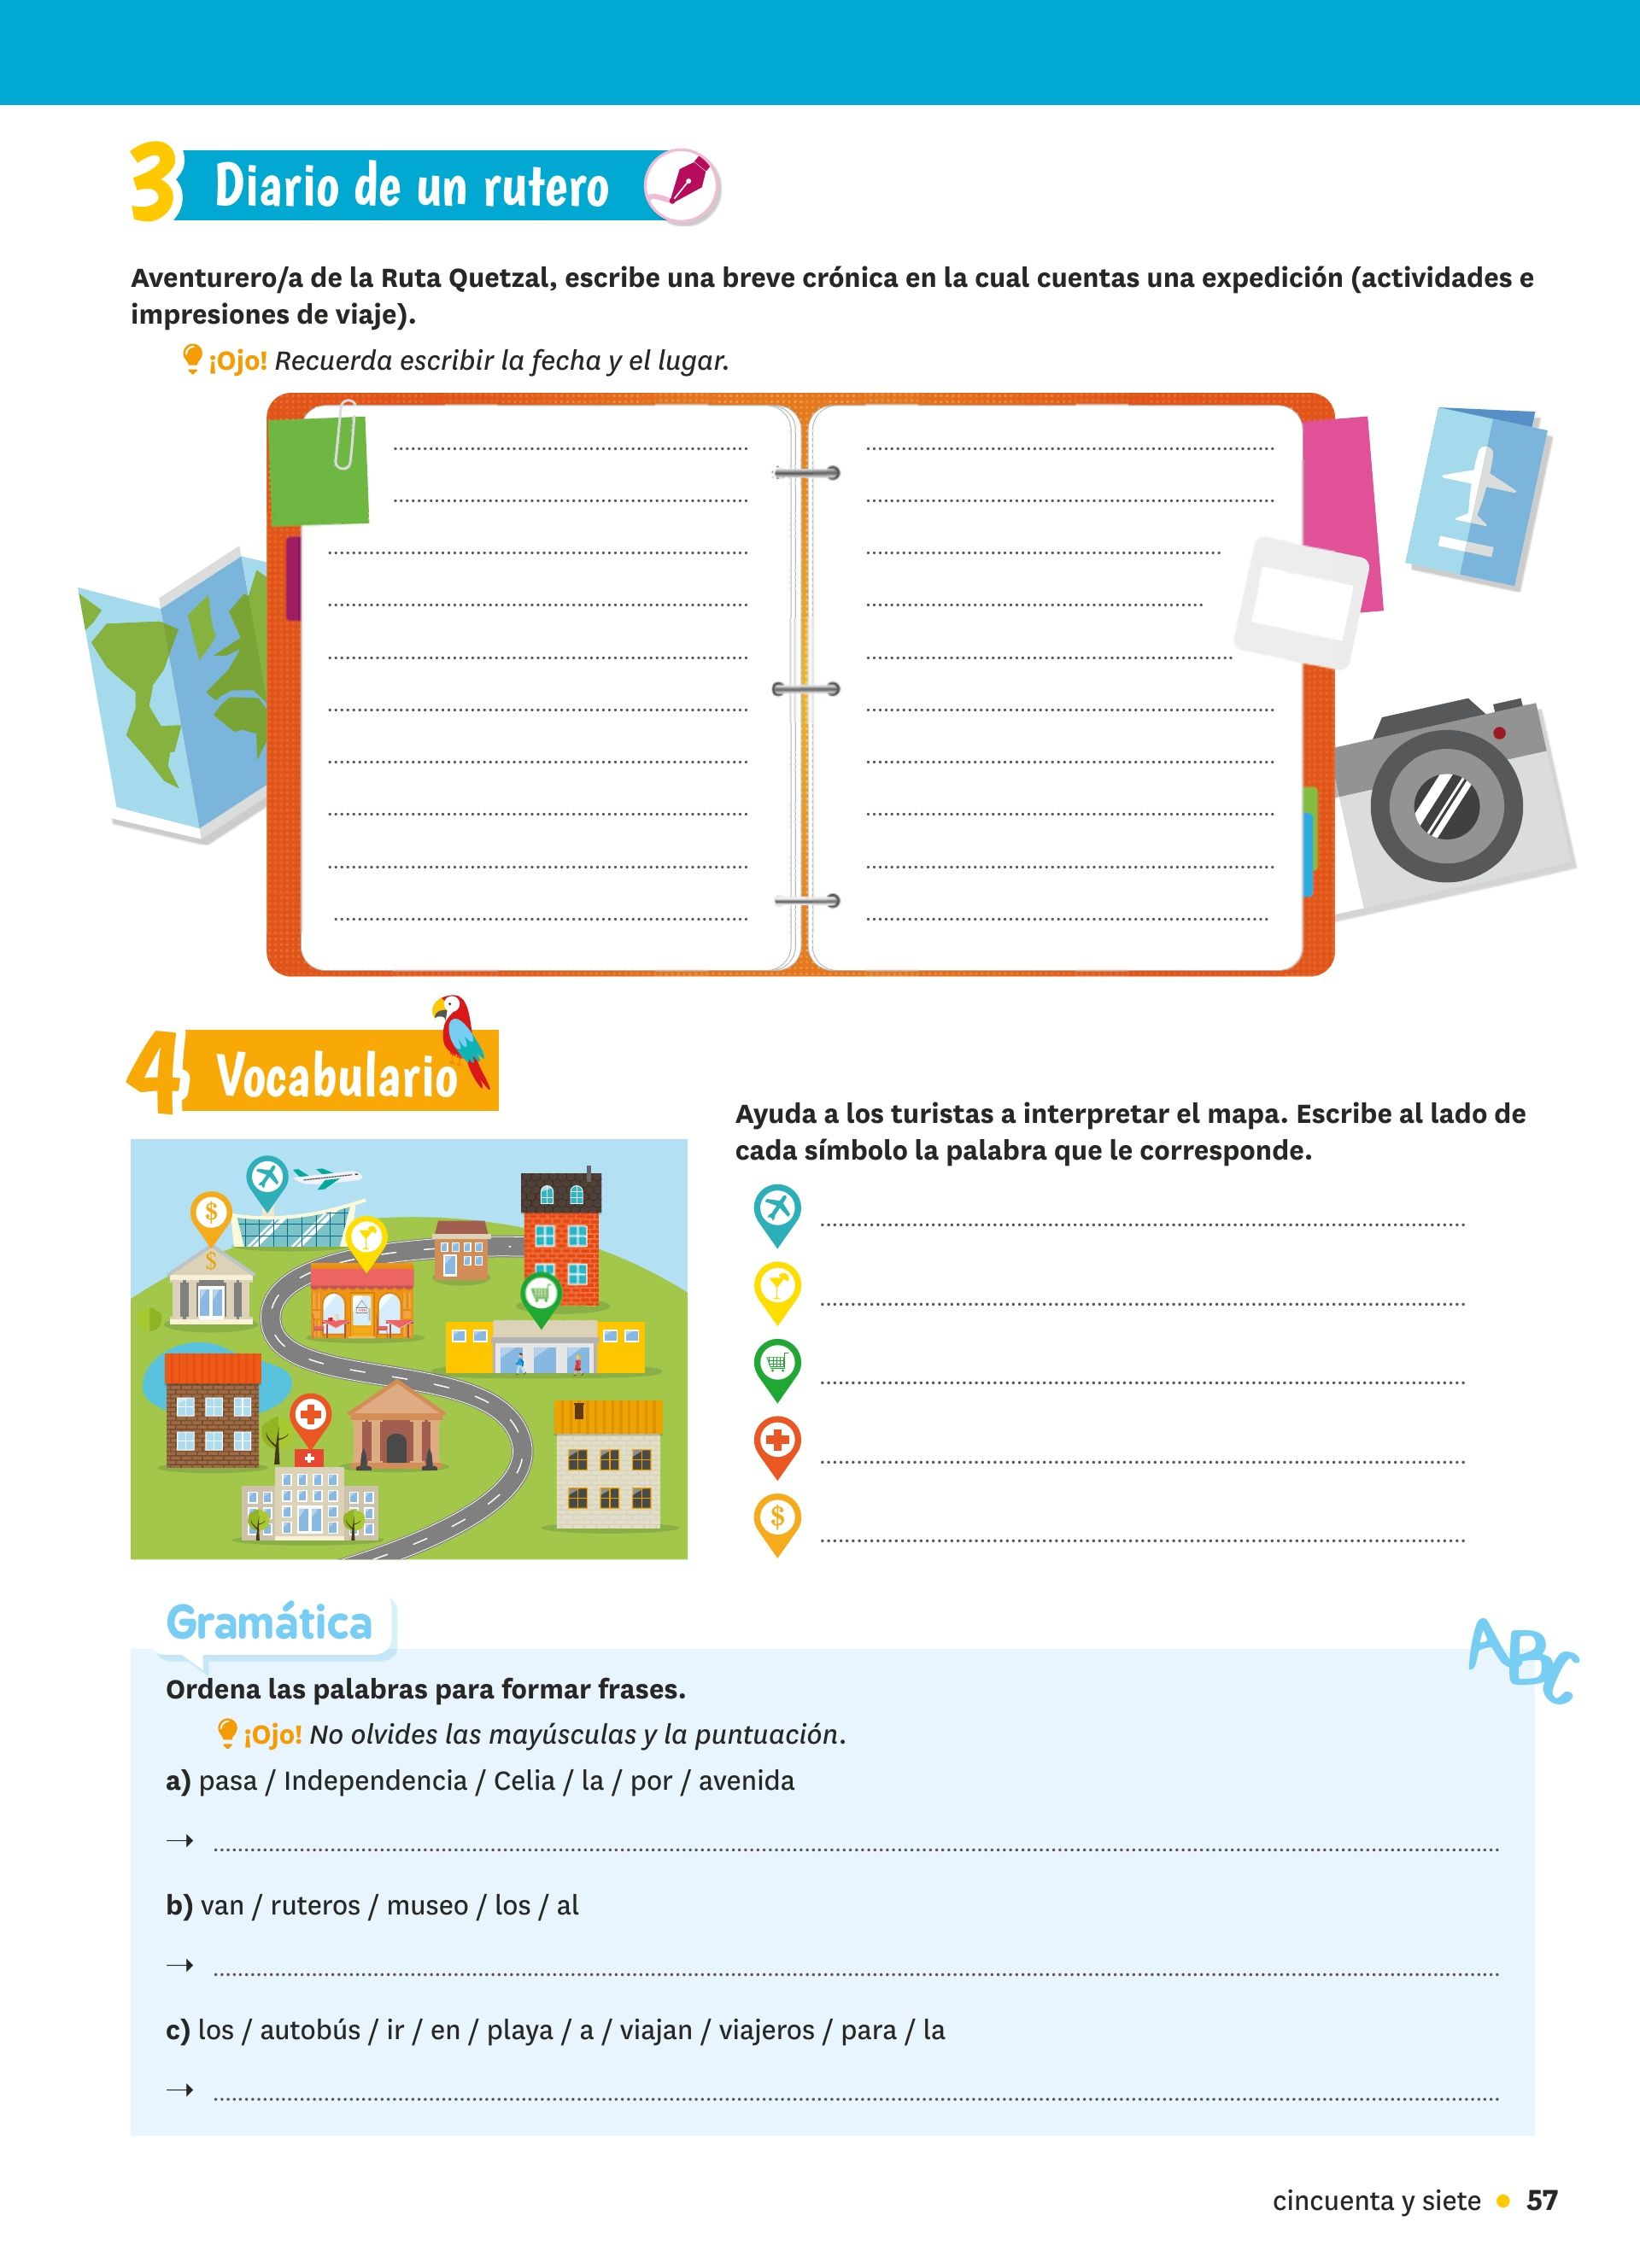 3 Diario de un rutero
Aventurero/a de la Ruta Quetzal, escribe una breve crónica en la cual cuentas una expedición (actividades e
impresiones de viaje).
¡Ojo! Recuerda escribir la fecha y el lugar.
4 Vocabulario
Ayuda a los turistas a interpretar el mapa. Escribe al lado de
cada símbolo la palabra que le corresponde.
$
$
$
Gramática
ABC
Ordena las palabras para formar frases.
¡Ojo! No olvides las mayúsculas y la puntuación.
a) pasa / Independencia / Celia / la / por / avenida
b) van / ruteros / museo / los / al
c) los / autobús / ir / en / playa / a / viajan / viajeros / para / la
cincuenta y siete • 57